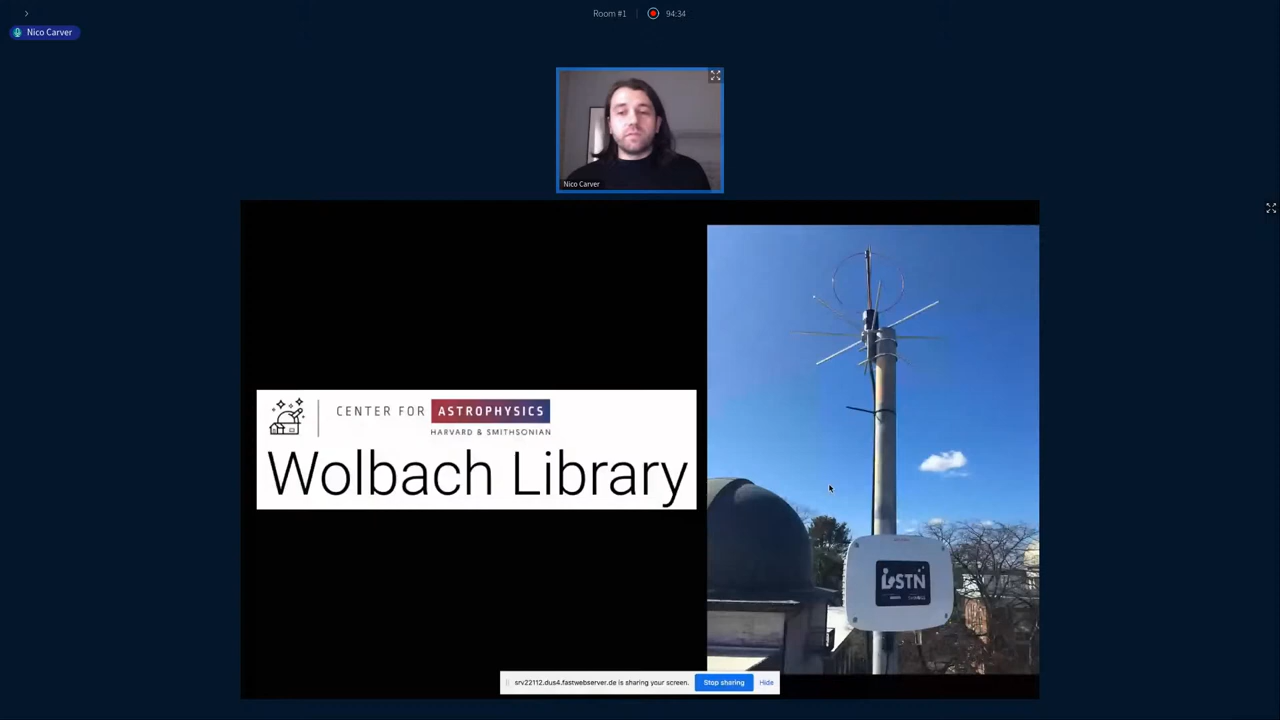 Room #1
94:34
Nico Carver
Nico Carver
CENTER FOR ASTROPHYSICS
HARVARD & SMITHSONIAN
Wolbach Library
LSTN
srv22112.dus4.fastwebserver.de is sharing your screen.
Stop sharing
Hide